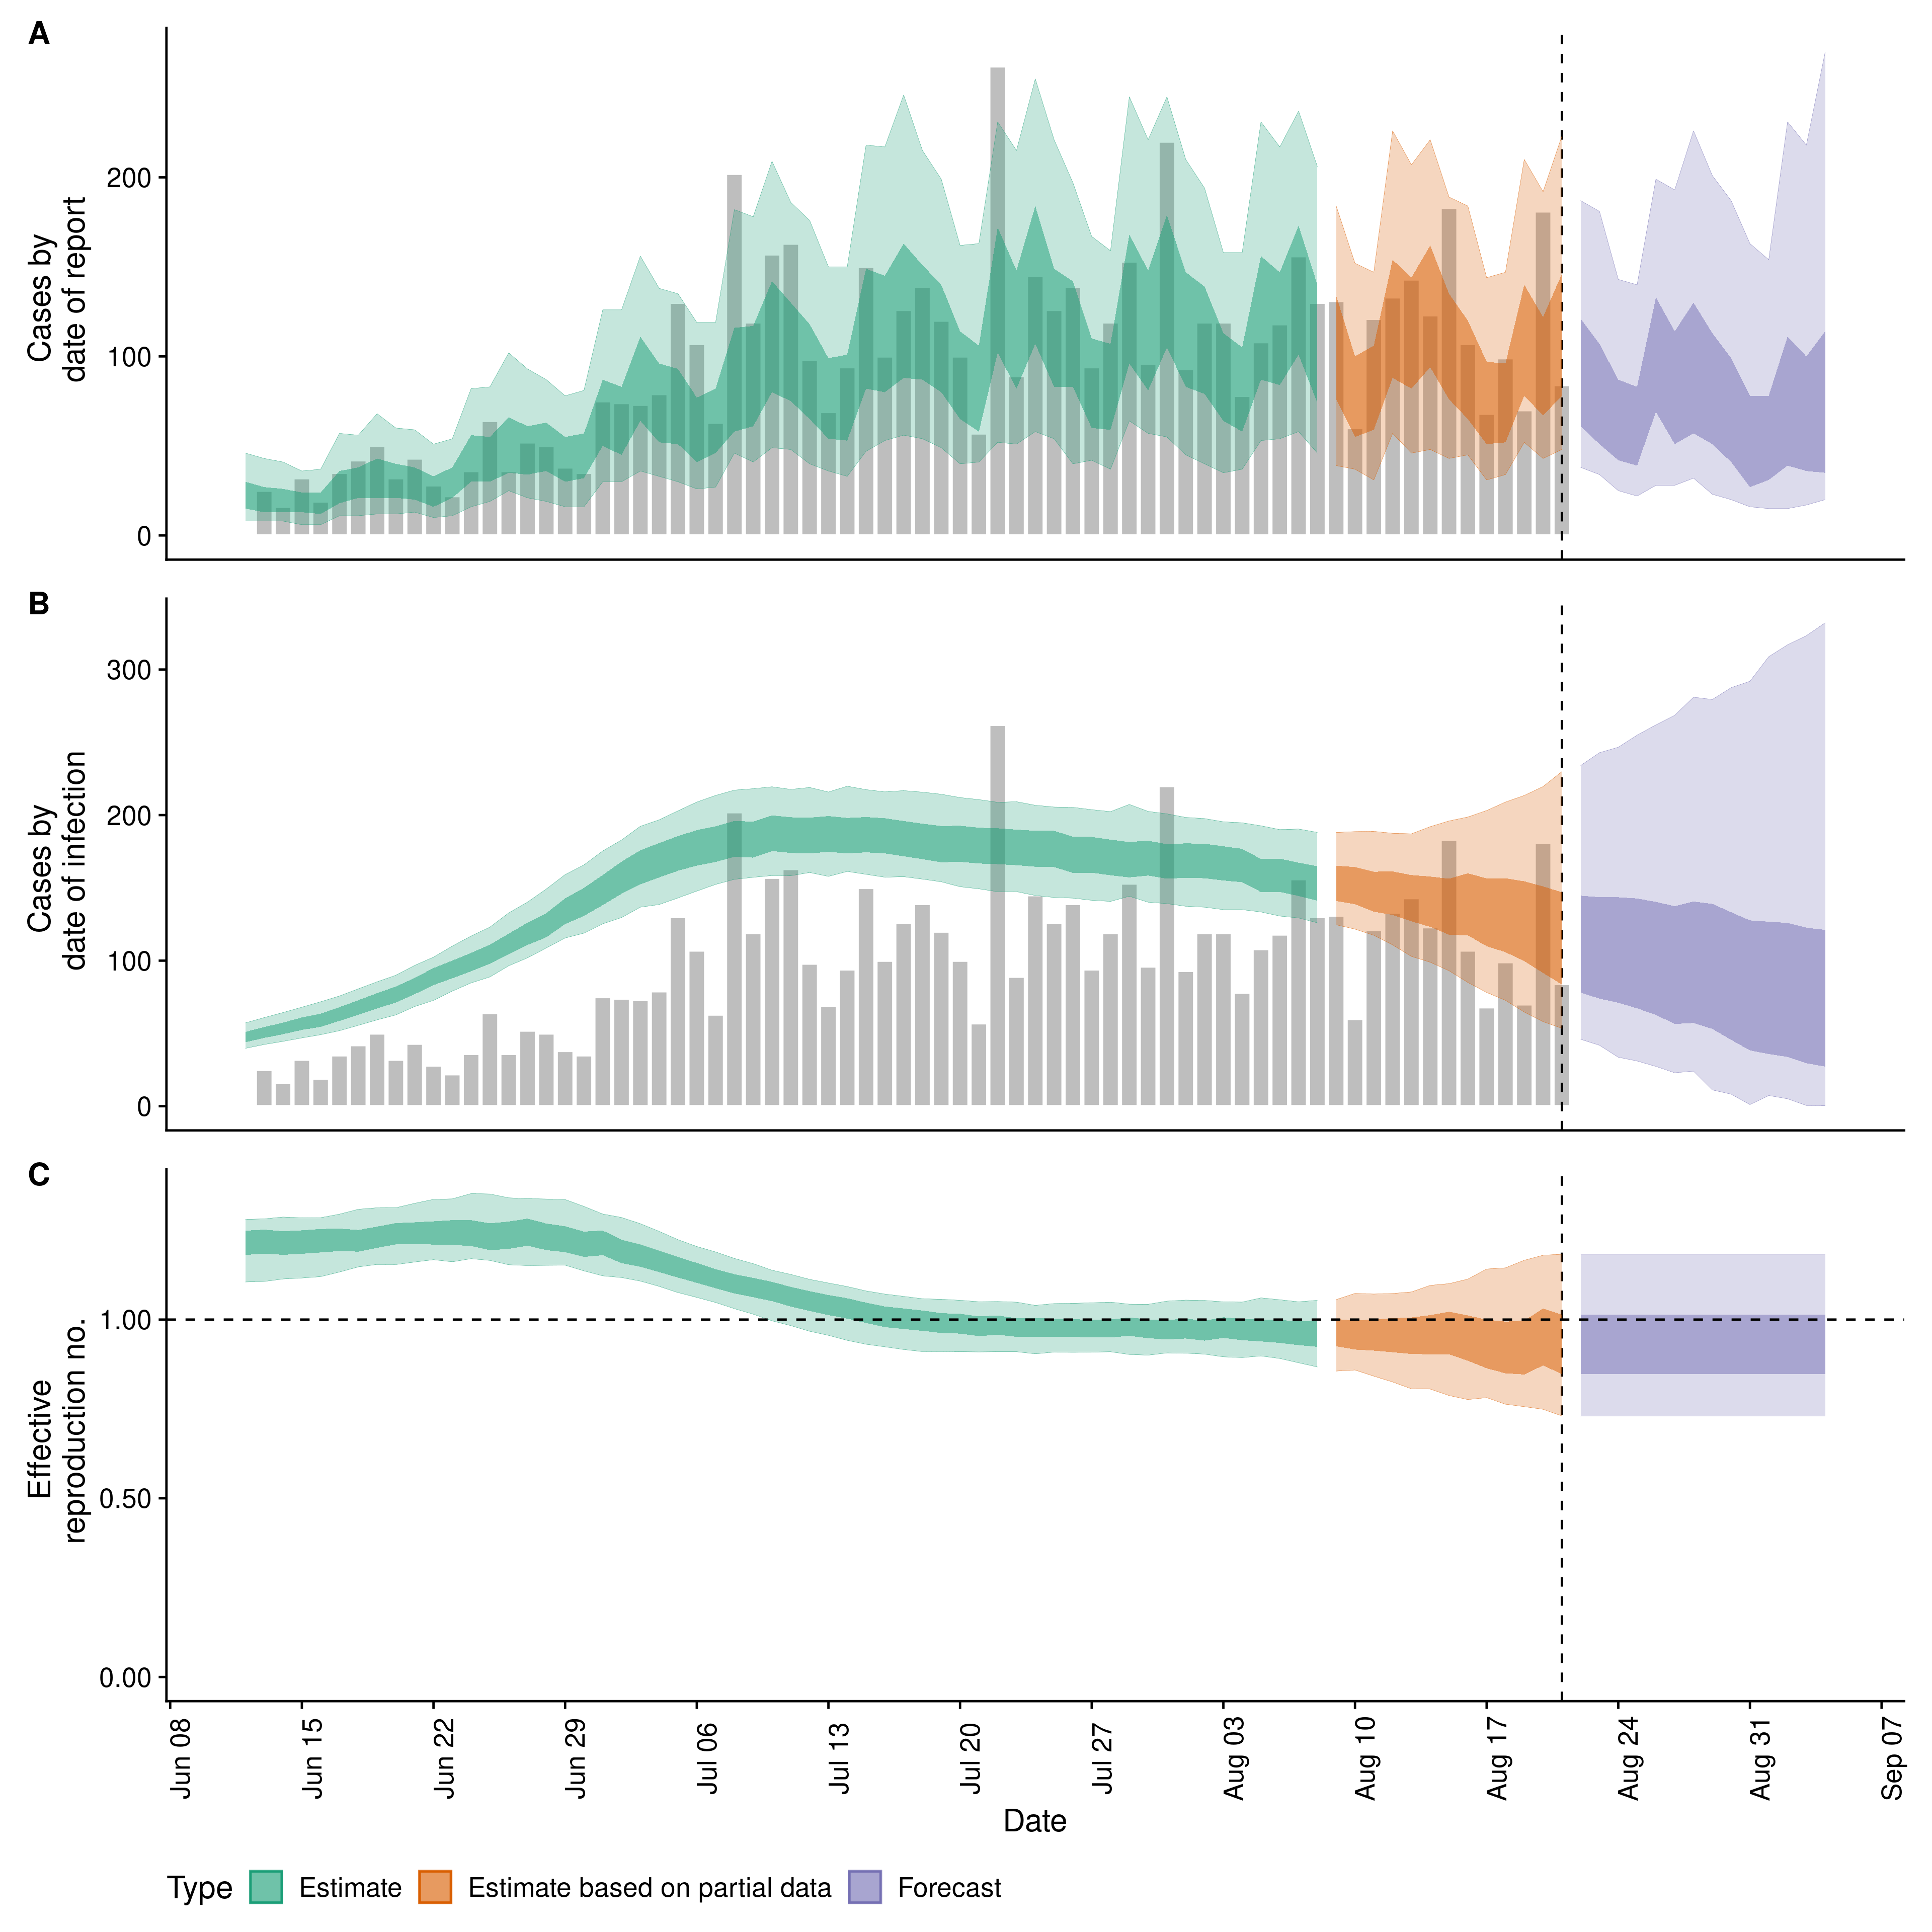 A
Cases by
date of report
200
100
0
B
Cases by
date of infection
300
200
100
0
C
Effective
reproduction no.
1.00
0.50
0.00
Jun 08
Jun 15
Jun 22
Jun 29
Jul 06
Jul 13
Jul 20
Jul 27
Aug 03
Aug 10
Aug 17
Aug 24
Aug 31
Sep 07
Date
Type Estimate Estimate based on partial data Forecast